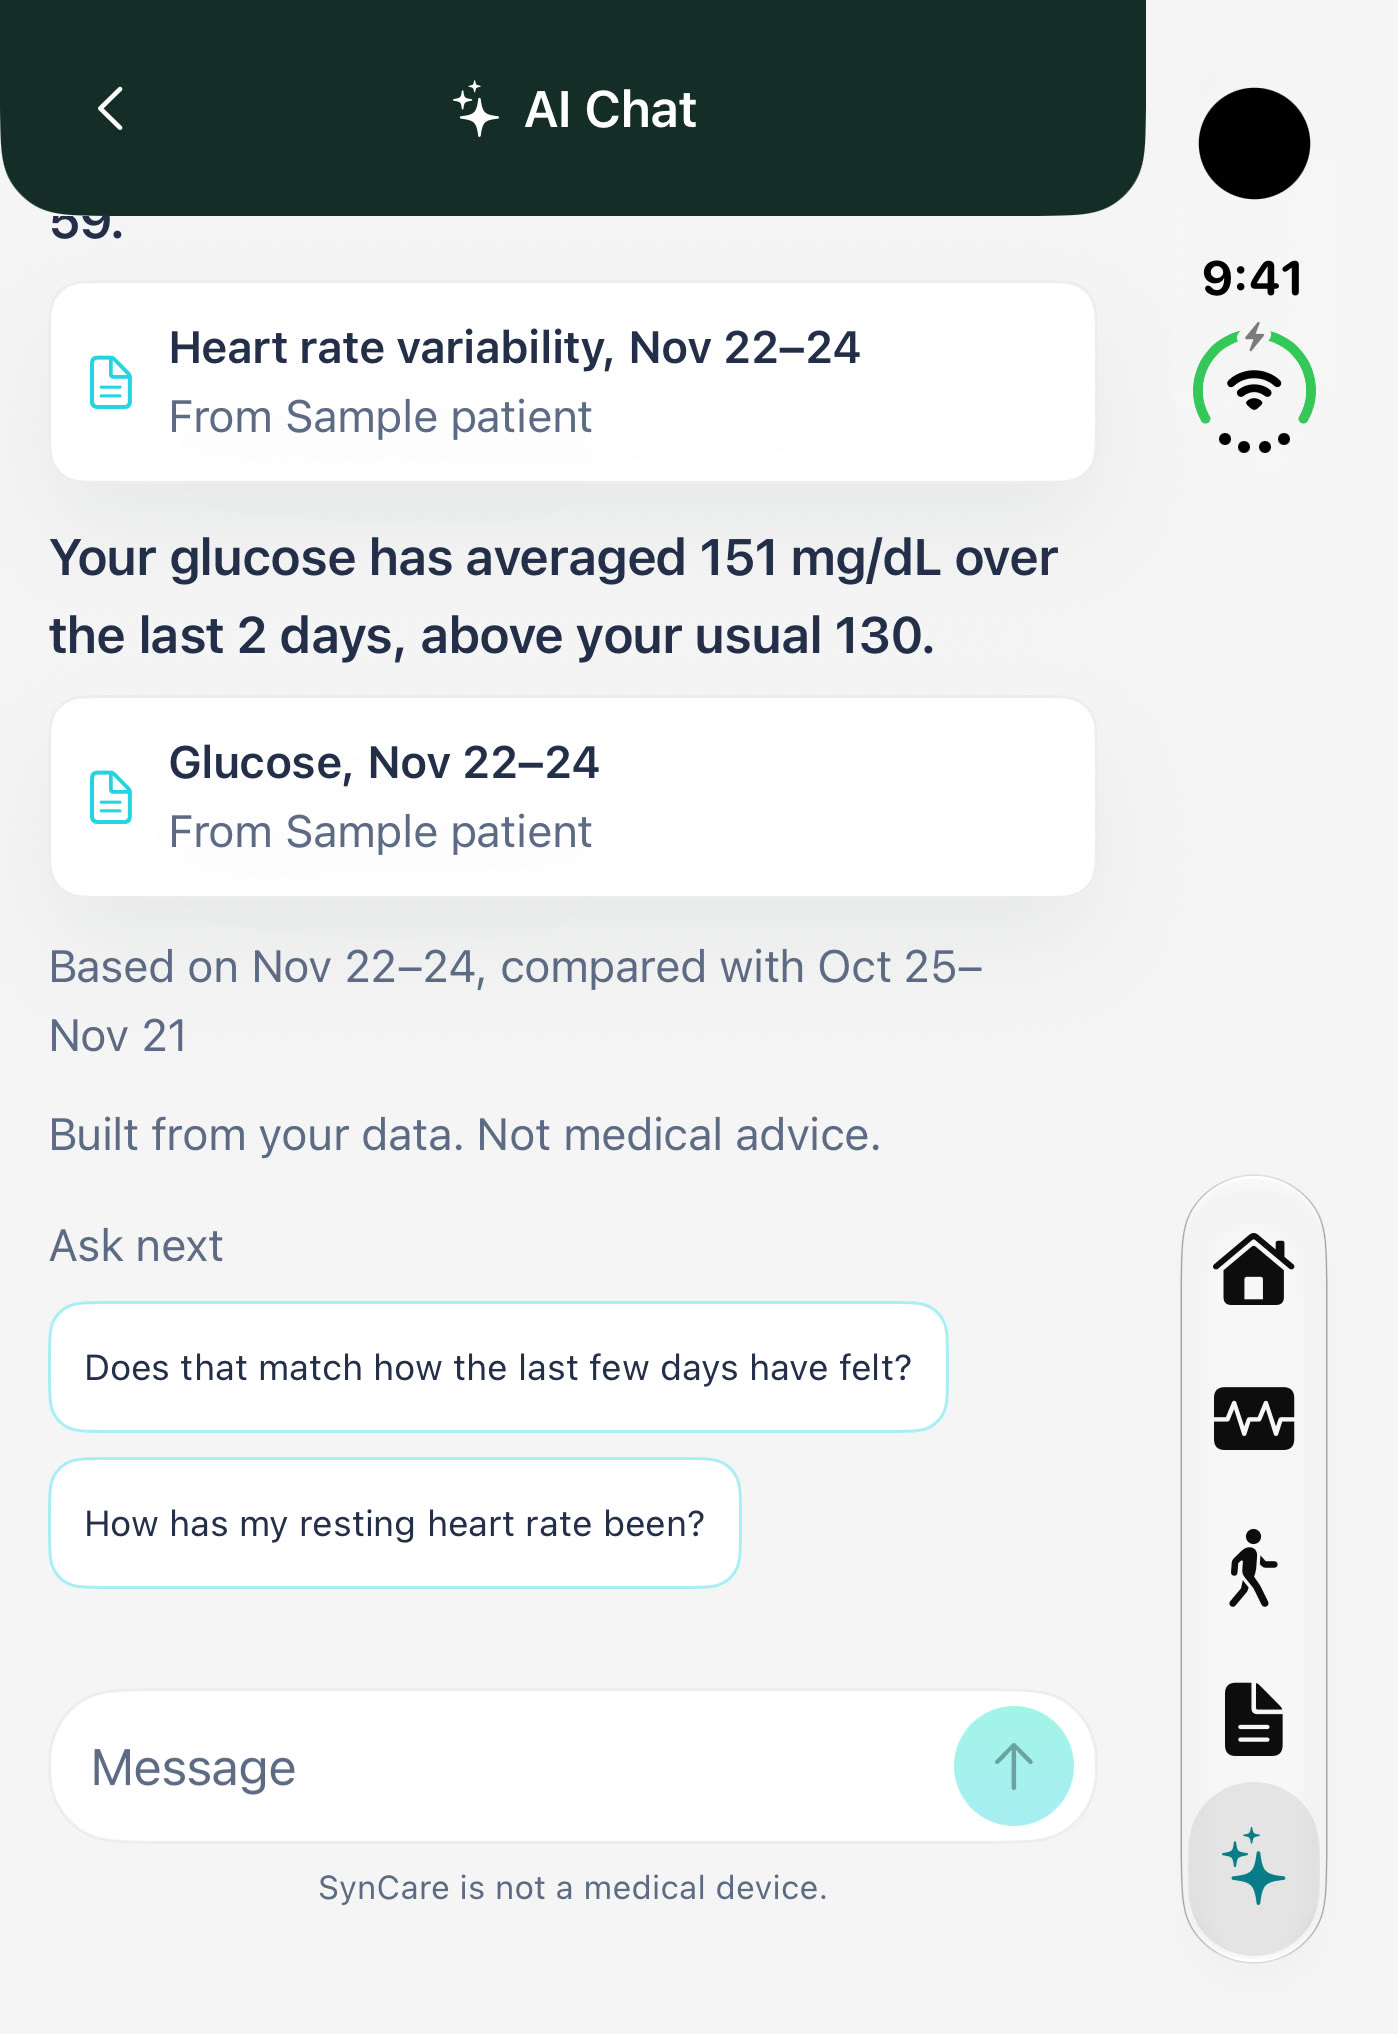 AI Chat
59.
Heart rate variability, Nov 22–24
From Sample patient
Your glucose has averaged 151 mg/dL over
the last 2 days, above your usual 130.
Glucose, Nov 22–24
From Sample patient
Based on Nov 22–24, compared with Oct 25–
Nov 21
Built from your data. Not medical advice.
Ask next
Does that match how the last few days have felt?
How has my resting heart rate been?
Message
SynCare is not a medical device.
9:41